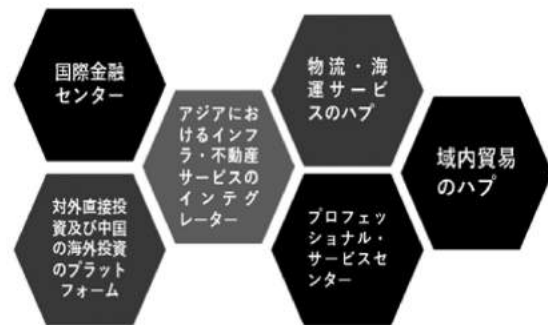 国際金融
センター
対外直接投
資及び中国
の海外投資
のプラット
フォーム
アジアにお
けるインフ
ラ・不動産
サービスの
インテグ
レーター
物流・海
運サービ
スのハプ
プロフェッ
ショナル・
サービスセ
ンター
域内貿易
のハプ